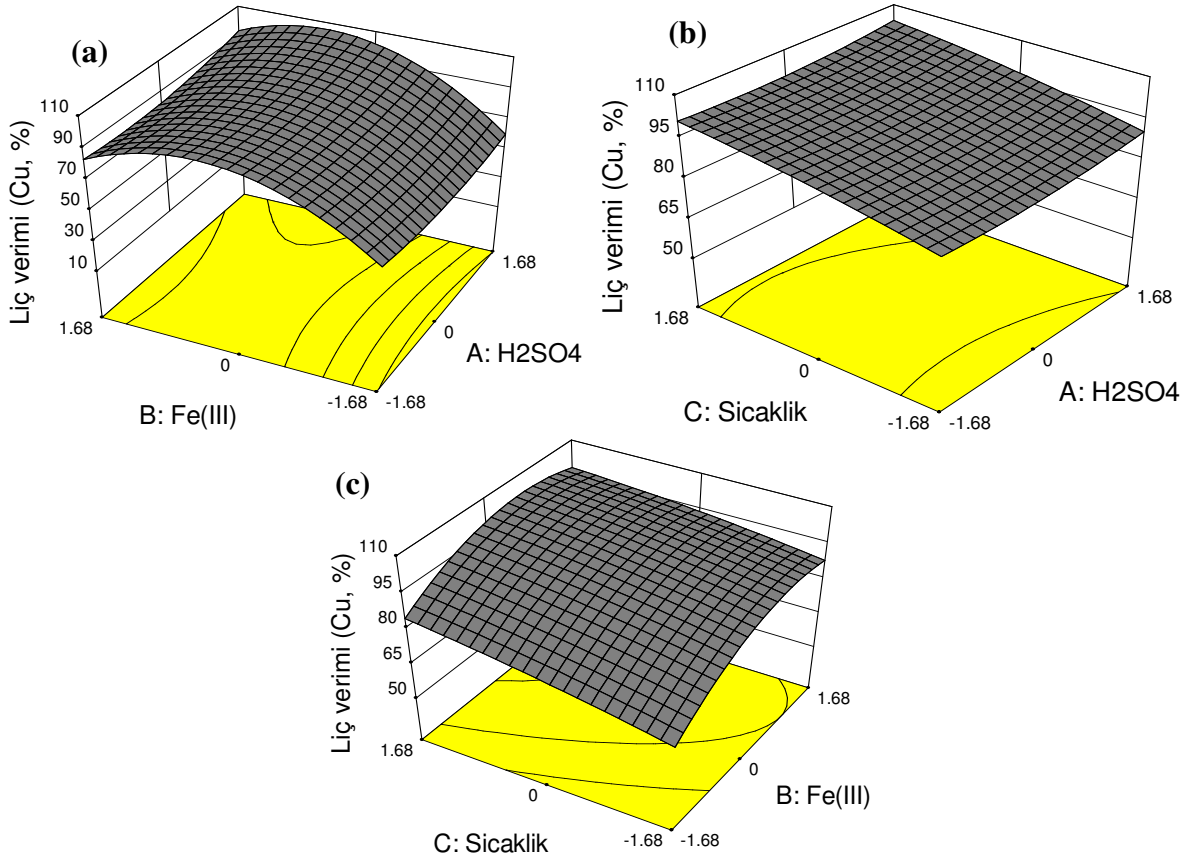 (a)
Liç verimi (Cu, %)
110
90
70
50
30
10
1.68
0
-1.68
B: Fe(III)
-1.68
0
1.68
A: H2SO4
(b)
Liç verimi (Cu, %)
110
95
80
65
50
1.68
0
-1.68
C: Sicaklik
-1.68
0
1.68
A: H2SO4
(c)
Liç verimi (Cu, %)
110
95
80
65
50
1.68
0
-1.68
C: Sicaklik
-1.68
0
1.68
B: Fe(III)